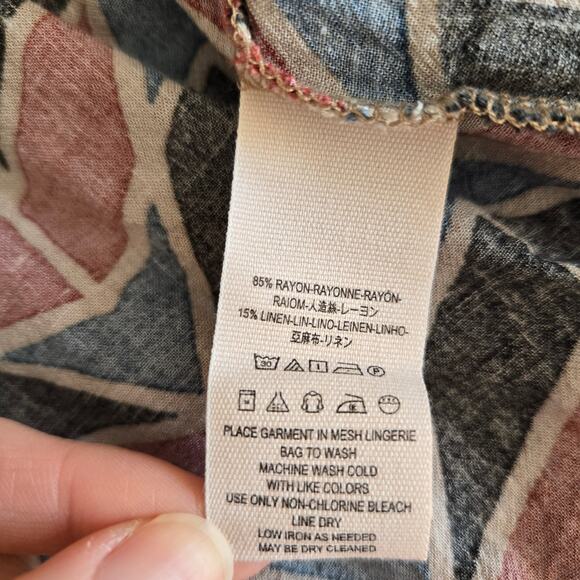 85% RAYON-RAYONNE-RAYÓN-
RAIOM-人造絲-レーヨン
15% LINEN-LIN-LINO-LEINEN-LINHO-
亞麻布-リネン
30 P
PLACE GARMENT IN MESH LINGERIE
BAG TO WASH
MACHINE WASH COLD
WITH LIKE COLORS
USE ONLY NON-CHLORINE BLEACH
LINE DRY
LOW IRON AS NEEDED
MAY BE DRY CLEANED